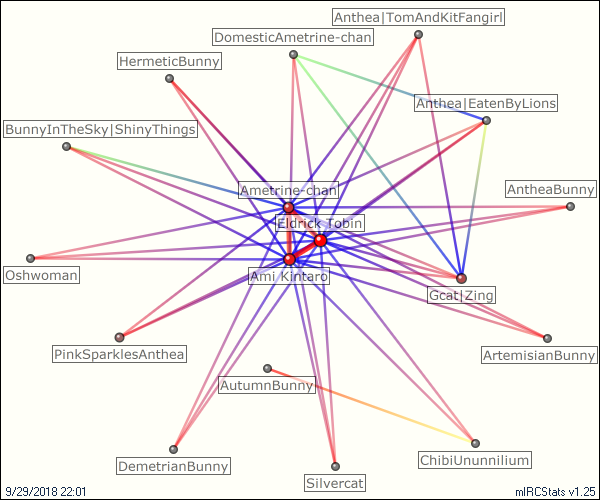 Anthea|TomAndKitFangirl
DomesticAmetrine-chan
HermeticBunny
Anthea|EatenByLions
BunnyInTheSky|ShinyThings
Ametrine-chan
AntheaBunny
Eldrick Tobin
Oshwoman
Ami Kintaro
Gcat|Zing
PinkSparklesAnthea
ArtemisianBunny
AutumnBunny
DemetrianBunny
ChibiUnunnilium
Silvercat
9/29/2018 22:01
mIRCStats v1.25